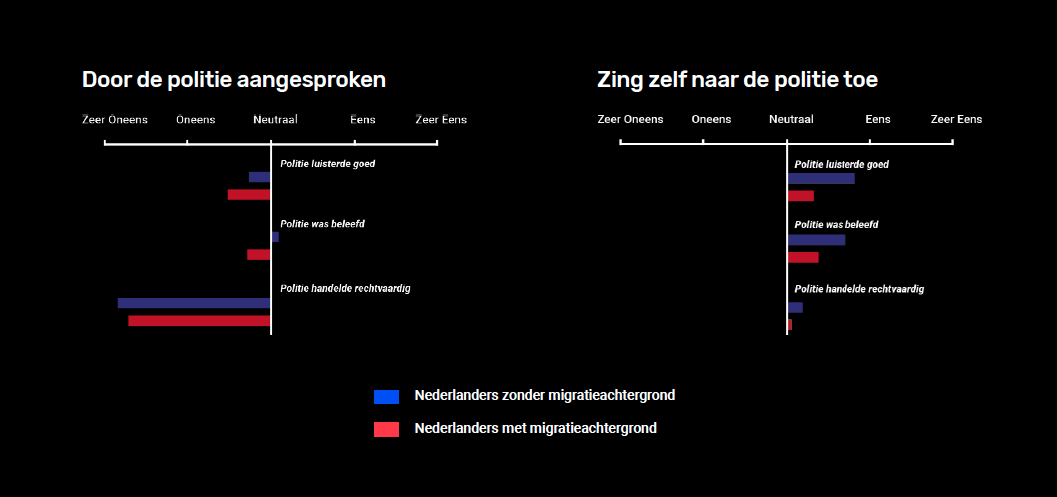 Door de politie aangesproken
Zeer Oneens Oneens Neutraal Eens Zeer Eens
Politie luisterde goed
Politie was beleefd
Politie handelde rechtvaardig
Zing zelf naar de politie toe
Zeer Oneens Oneens Neutraal Eens Zeer Eens
Politie luisterde goed
Politie was beleefd
Politie handelde rechtvaardig
Nederlanders zonder migratieachtergrond
Nederlanders met migratieachtergrond